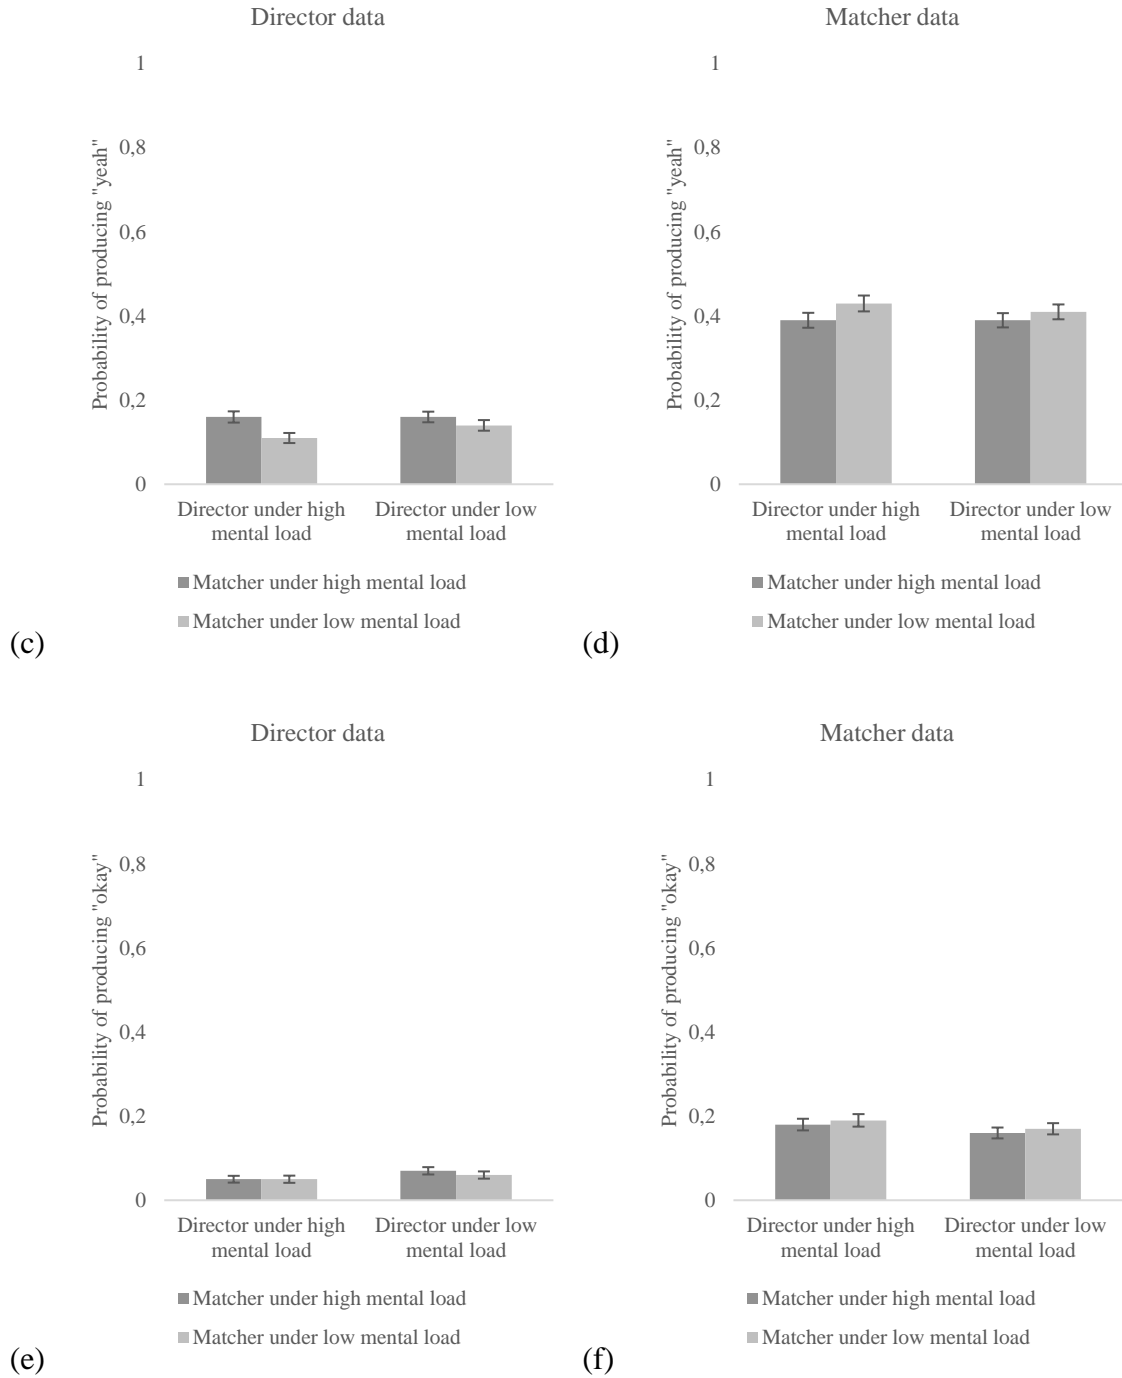 Director data
Probability of producing "yeah"
1
0,8
0,6
0,4
0,2
0
Director under high
mental load
Director under low
mental load
Matcher under high mental load
Matcher under low mental load
(c)
Matcher data
Probability of producing "yeah"
1
0,8
0,6
0,4
0,2
0
Director under high
mental load
Director under low
mental load
Matcher under high mental load
Matcher under low mental load
(d)
Director data
Probability of producing "okay"
1
0,8
0,6
0,4
0,2
0
Director under high
mental load
Director under low
mental load
Matcher under high mental load
Matcher under low mental load
(e)
Matcher data
Probability of producing "okay"
1
0,8
0,6
0,4
0,2
0
Director under high
mental load
Director under low
mental load
Matcher under high mental load
Matcher under low mental load
(f)